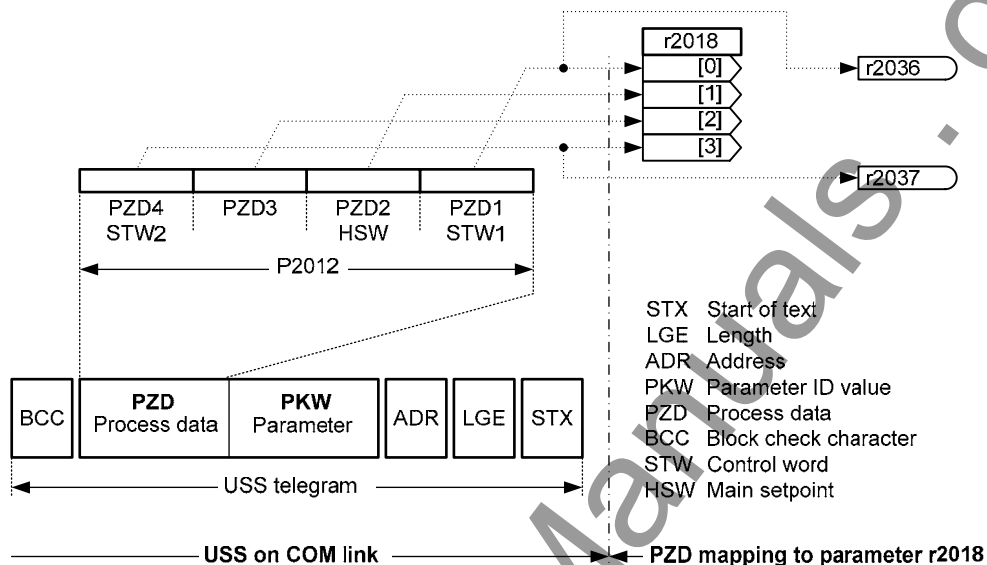 r2018
[0]
r2036
[1]
[2]
[3]
r2037
PZD4 PZD3 PZD2 PZD1
STW2 HSW STW1
P2012
STX Start of text
LGE Length
ADR Address
PKW Parameter ID value
PZD Process data
BCC Block check character
STW Control word
HSW Main setpoint
BCC PZD PKW ADR LGE STX
Process data Parameter
USS telegram
USS on COM link PZD mapping to parameter r2018
Manuals.